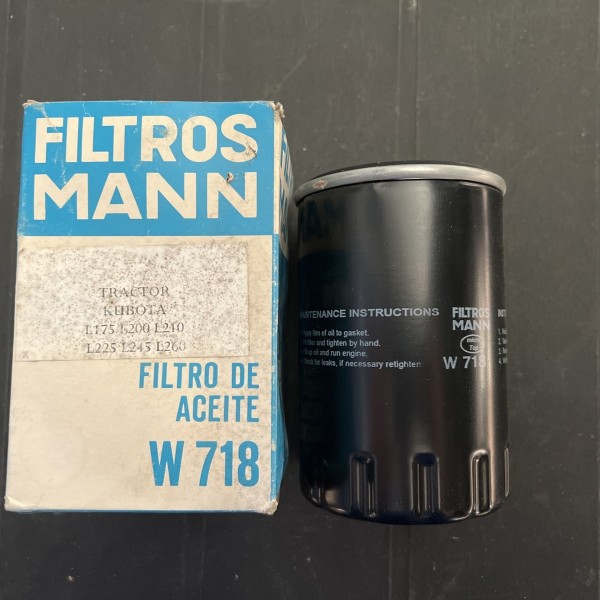 FILTROS
MANN
TRACTOR
KUBOTA
L175 L200 L210
L225 L245 L260
FILTRO DE
ACEITE
W 718
MAINTENANCE INSTRUCTIONS
film of oil to gasket.
and tighten by hand.
oil and run engine.
for leaks, if necessary retighten
FILTROS
MANN
W 718